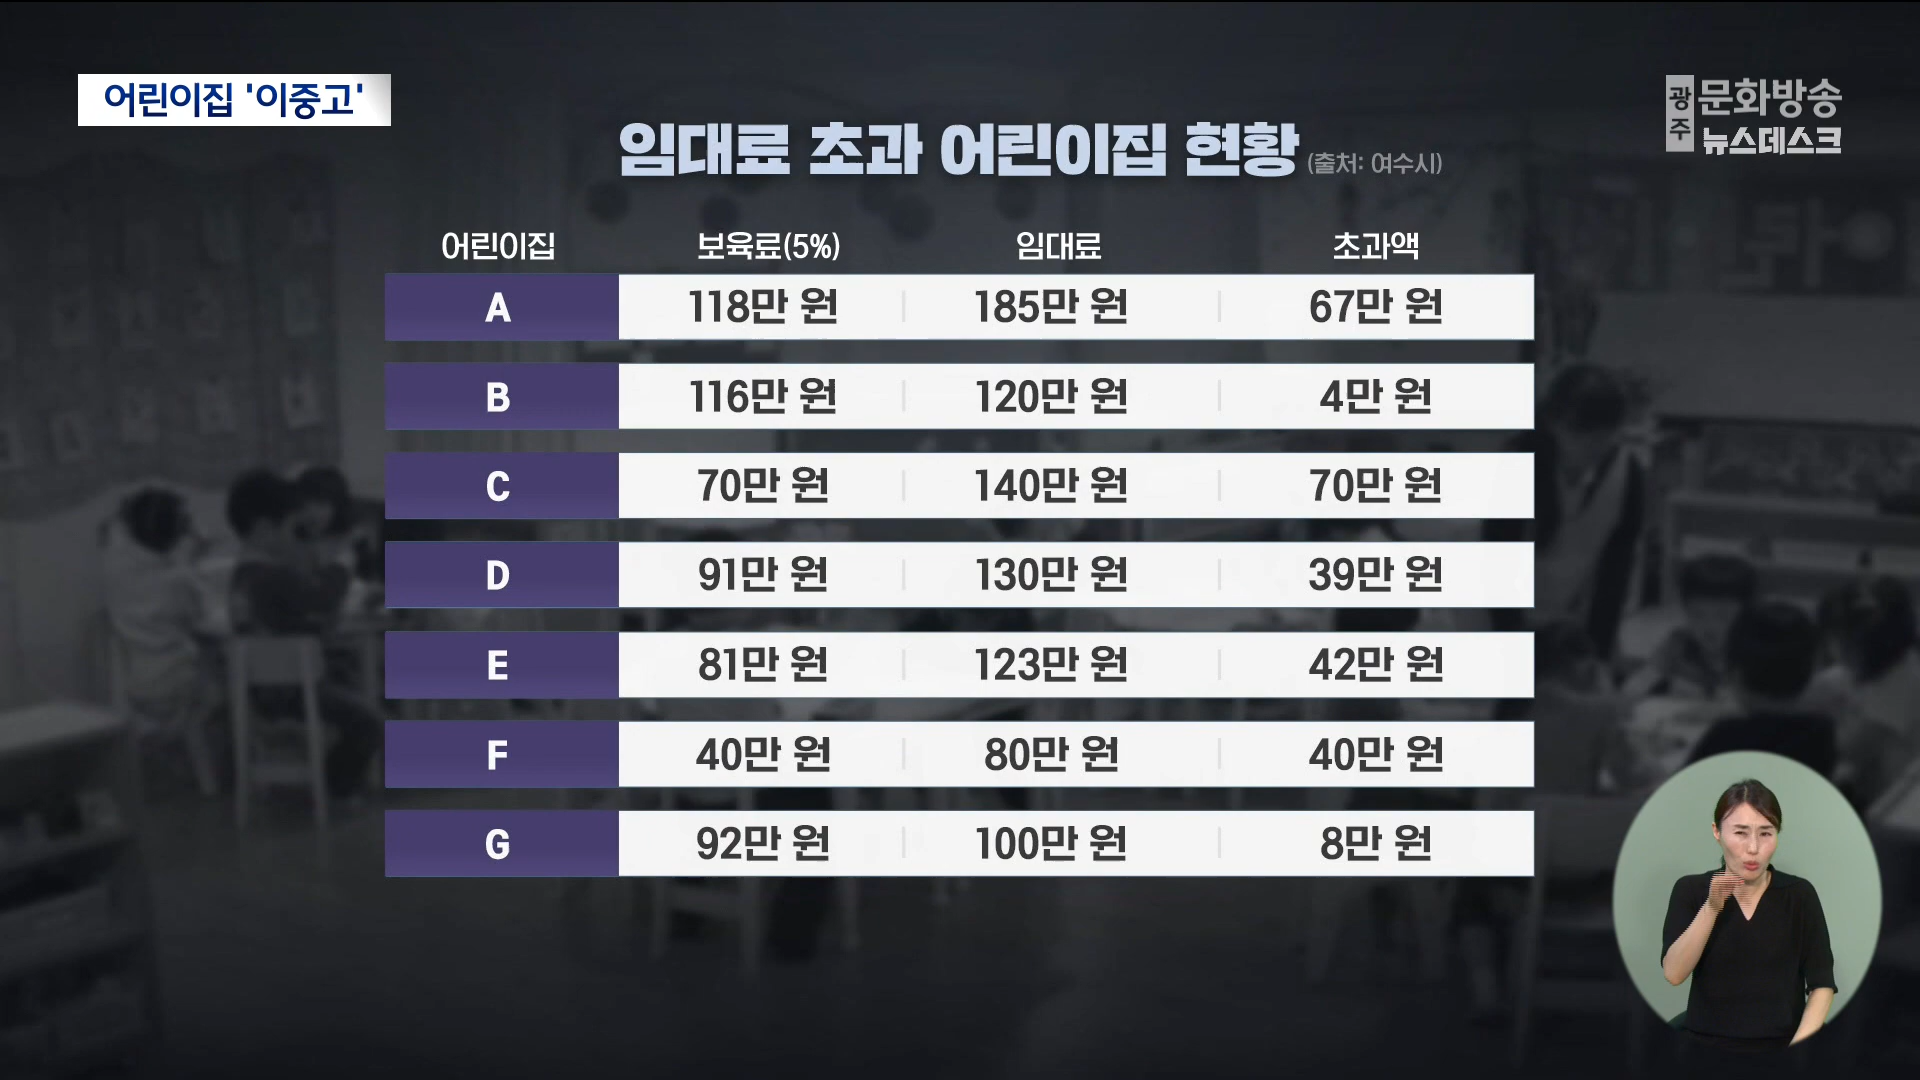 어린이집 '이중고'
광주 문화방송
뉴스데스크
임대료 초과 어린이집 현황 (출처: 여수시)
어린이집 보육료(5%) 임대료 초과액
A 118만 원 185만 원 67만 원
B 116만 원 120만 원 4만 원
C 70만 원 140만 원 70만 원
D 91만 원 130만 원 39만 원
E 81만 원 123만 원 42만 원
F 40만 원 80만 원 40만 원
G 92만 원 100만 원 8만 원